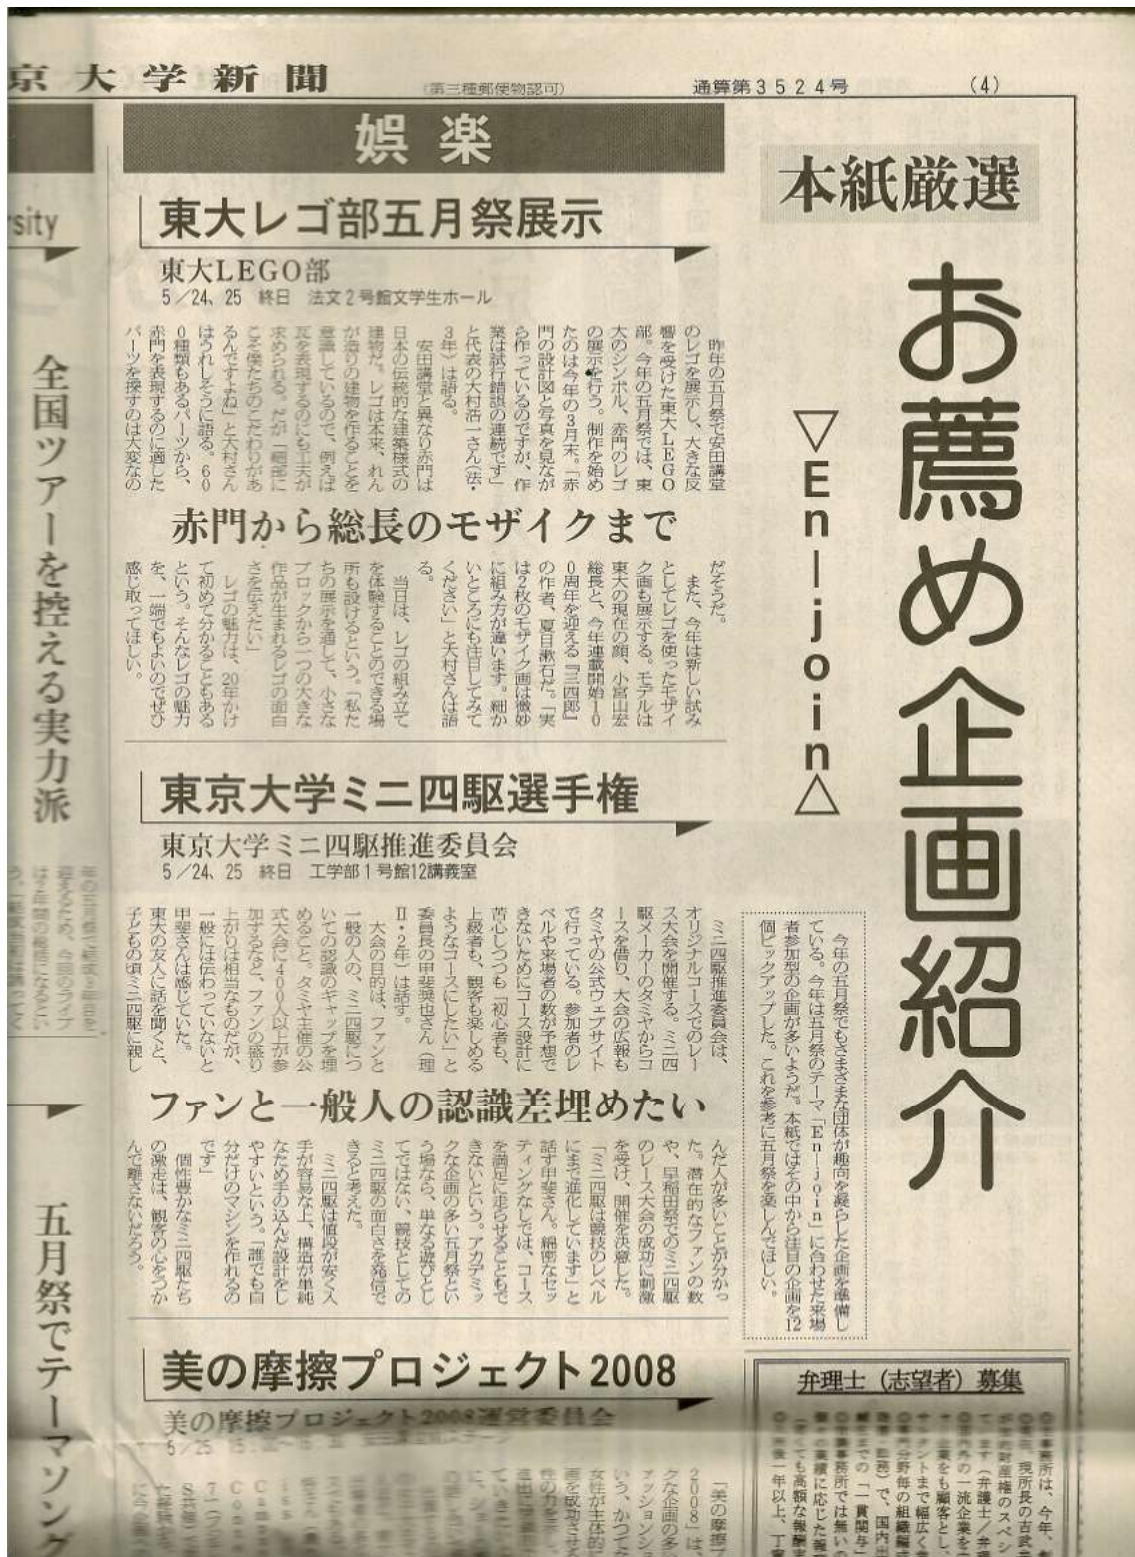 京大学新聞
(第三種郵便物認可)
通算第3524号
(4)
本紙厳選
お薦め企画紹介
▽En-join△
今年の五月祭でもさまざまな団体が趣向を凝らした企画を準備し
ている。今年は五月祭のテーマ「En-join」に合わせた来場
者参加型の企画が多いようだ。本紙ではその中から注目の企画を12
個ピックアップした。これを参考に五月祭を楽しんでほしい。
娯楽
東大レゴ部五月祭展示
東大LEGO部
5/24、25 終日 法文2号館文学生ホール
昨年の五月祭で安田講堂
のレゴを展示し、大きな反
響を受けた東大LEGO
部。今年の五月祭では、東
大のシンボル、赤門のレゴ
の展示を行う。制作を始め
たのは今年の3月末。「赤
門の設計図と写真を見なが
ら作っているのですが、作
業は試行錯誤の連続です」
と代表の大村浩一さん(法・
3年)は語る。
安田講堂と異なり赤門は
日本の伝統的な建築様式の
建物だ。レゴは本来、れん
が造りの建物を作ることを
意識しているので、例えば
瓦を表現するのにも工夫が
求められる。だが「細部に
こそ僕たちのこだわりがあ
るんですよね」と大村さん
はうれしそうに語る。60
0種類もあるパーツから、
赤門を表現するのに適した
パーツを探すのは大変なの
赤門から総長のモザイクまで
だそうだ。
また、今年は新しい試み
としてレゴを使ったモザイ
ク画も展示する。モデルは
東大の現在の顔、小宮山宏
総長と、今年連載開始10
0周年を迎える『三四郎』
の作者、夏目漱石だ。「実
は2枚のモザイク画は微妙
に組み方が違います。細か
いところにも注目してみて
ください」と大村さんは語
る。
当日は、レゴの組み立て
を体験することのできる場
所も設けるという。「私た
ちの展示を通して、小さな
ブロックから一つの大きな
作品が生まれるレゴの面白
さを伝えたい」
レゴの魅力は、20年かけ
て初めて分かることもある
という。そんなレゴの魅力
を、一端でもよいのでぜひ
感じ取ってほしい。
東京大学ミニ四駆選手権
東京大学ミニ四駆推進委員会
5/24、25 終日 工学部1号館12講義室
ミニ四駆推進委員会は、
オリジナルコースでのレー
ス大会を開催する。ミニ四
駆メーカーのタミヤからコ
ースを借り、大会の広報も
タミヤの公式ウェブサイト
で行っている。参加者のレ
ベルや来場者の数が予想で
きないためにコース設計に
苦心しつつも「初心者も、
上級者も、観客も楽しめる
ようなコースにしたい」と
委員長の甲斐奨也さん(理
Ⅱ・2年)は話す。
大会の目的は、ファンと
一般の人の、ミニ四駆につ
いての認識のギャップを埋
めること。タミヤ主催の公
式大会に400人以上が参
加するなど、ファンの盛り
上がりは相当なものだが、
一般には伝わっていないと
甲斐さんは感じていた。
東大の友人に話を聞くと、
子どもの頃ミニ四駆に親し
ファンと一般人の認識差埋めたい
んだ人が多いことが分かっ
た。潜在的なファンの数
や、早稲田祭でのミニ四駆
のレース大会の成功に刺激
を受け、開催を決意した。
「ミニ四駆は競技のレベル
にまで進化しています」と
話す甲斐さん。綿密なセッ
ティングなしでは、コース
を満足に走らせることもで
きないという。アカデミッ
クな企画の多い五月祭とい
う場なら、単なる遊びとし
てではない、競技としての
ミニ四駆の面白さを発信で
きると考えた。
ミニ四駆は値段が安く入
手が容易な上、構造が単純
なため手の込んだ設計をし
やすいという。「誰でも自
分だけのマシンを作れるの
です」
個性豊かなミニ四駆たち
の激走は、観客の心をつか
んで離さないだろう。
美の摩擦プロジェクト2008
美の摩擦プロジェクト2008運営委員会
5/25
「美の摩擦プ
2008」は、
クな企画の多い
アッションショ
いう、かつてな
女性が主体的に
画を成功させる
弁理士(志望者)募集
sity
全国ツアーを控える実力派
五月祭でテーマソング